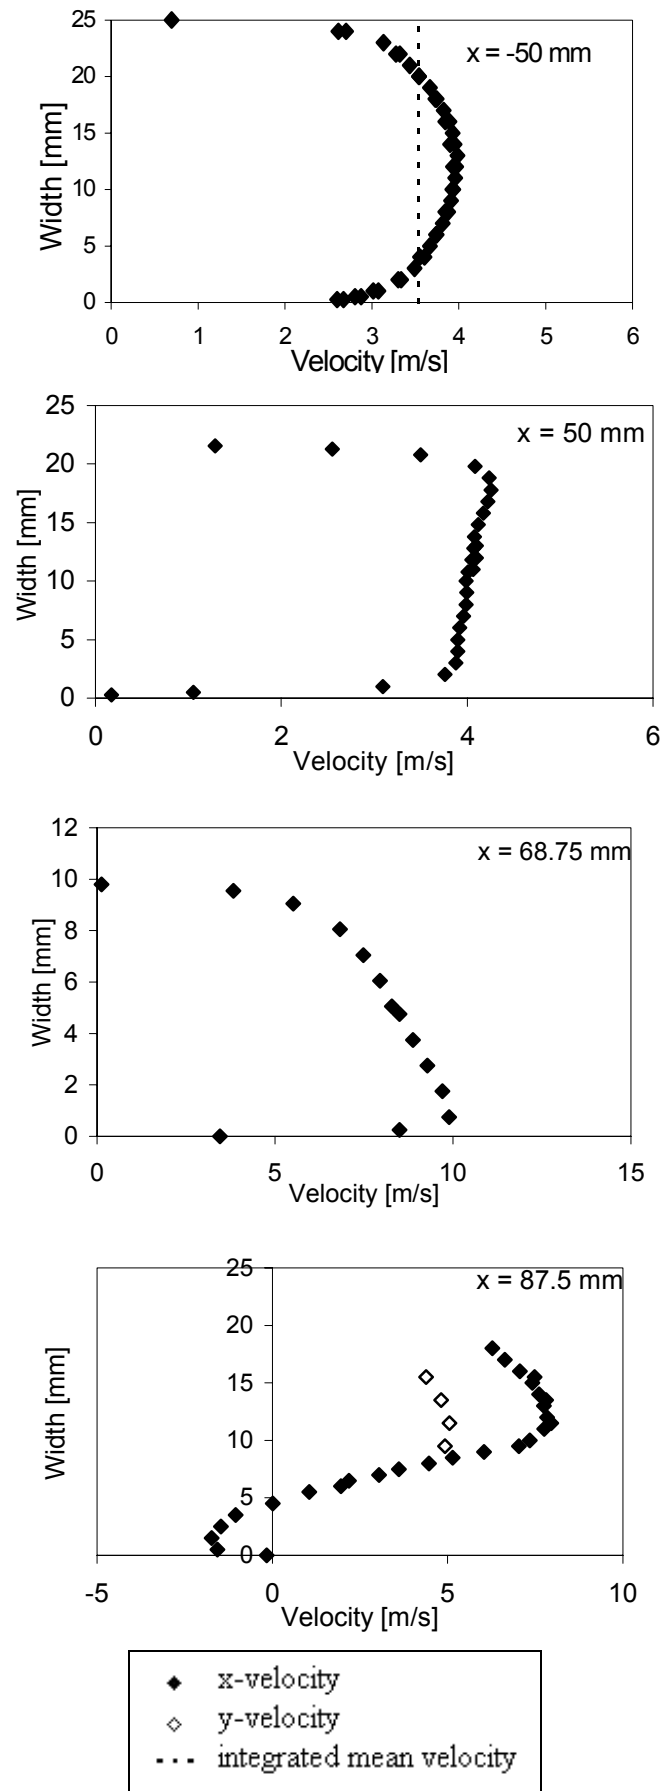 25
20
15
10
5
0
Width [mm]
x = -50 mm
0 1 2 3 4 5 6
Velocity [m/s]
25
20
15
10
5
0
Width [mm]
x = 50 mm
0 2 4 6
Velocity [m/s]
12
10
8
6
4
2
0
Width [mm]
x = 68.75 mm
0 5 10 15
Velocity [m/s]
25
20
15
10
5
0
Width [mm]
x = 87.5 mm
-5 0 5 10
Velocity [m/s]
x-velocity
y-velocity
integrated mean velocity